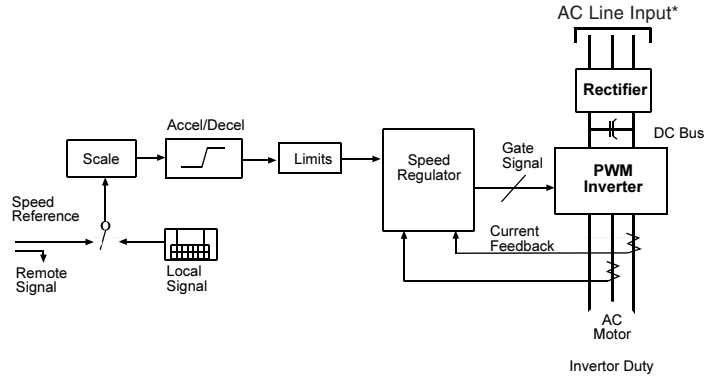 AC Line Input*
Rectifier
DC Bus
Accel/Decel
Scale
Limits
Speed
Regulator
Gate
Signal
PWM
Inverter
Speed
Reference
Remote
Signal
Local
Signal
Current
Feedback
AC
Motor
Invertor Duty